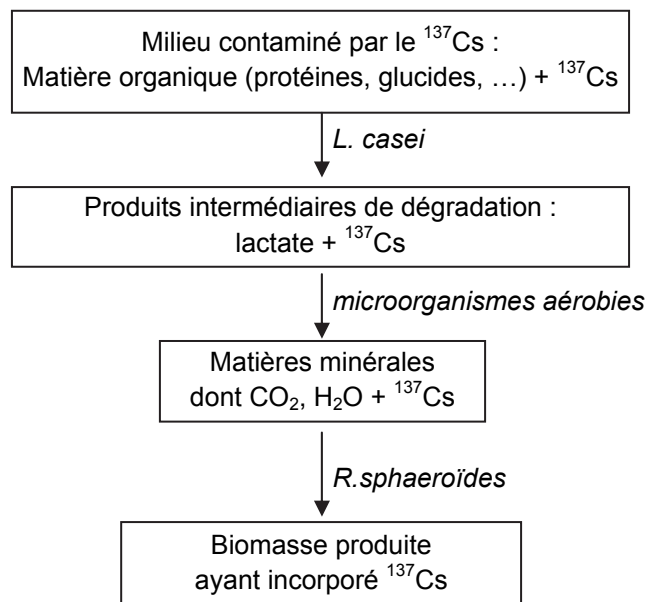 Milieu contaminé par le ¹³⁷Cs :
Matière organique (protéines, glucides, …) + ¹³⁷Cs
L. casei
Produits intermédiaires de dégradation :
lactate + ¹³⁷Cs
microorganismes aérobies
Matières minérales
dont CO₂, H₂O + ¹³⁷Cs
R.sphaeroïdes
Biomasse produite
ayant incorporé ¹³⁷Cs